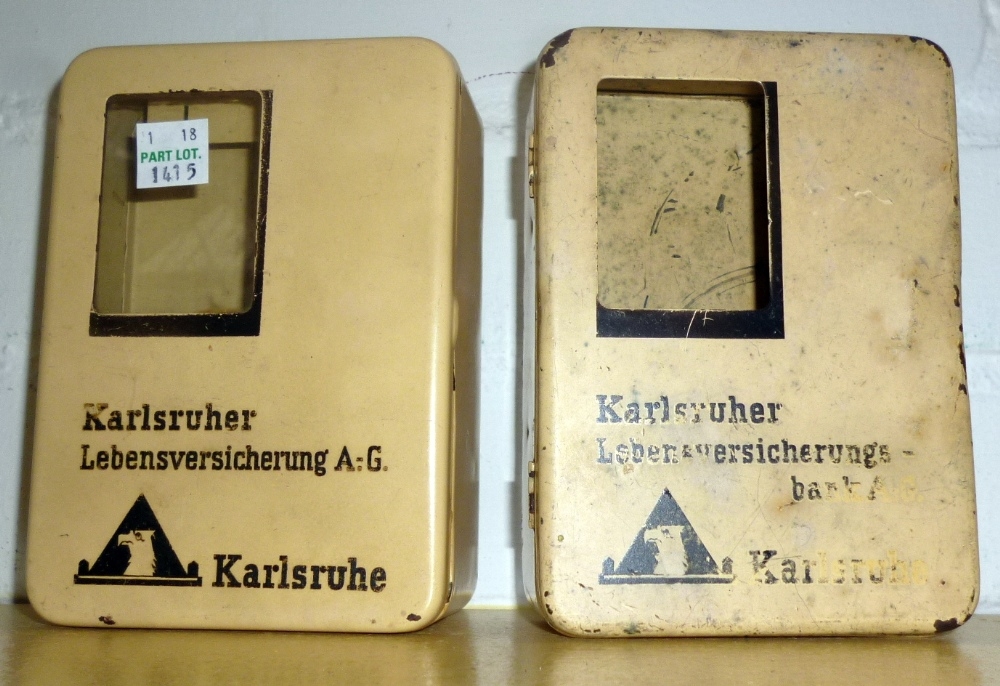 1 18
PART LOT.
1415
Karlsruher
Lebensversicherung A.-G.
Karlsruhe
Karlsruher
Lebensversicherungs-
bank A.G.
Karlsruhe